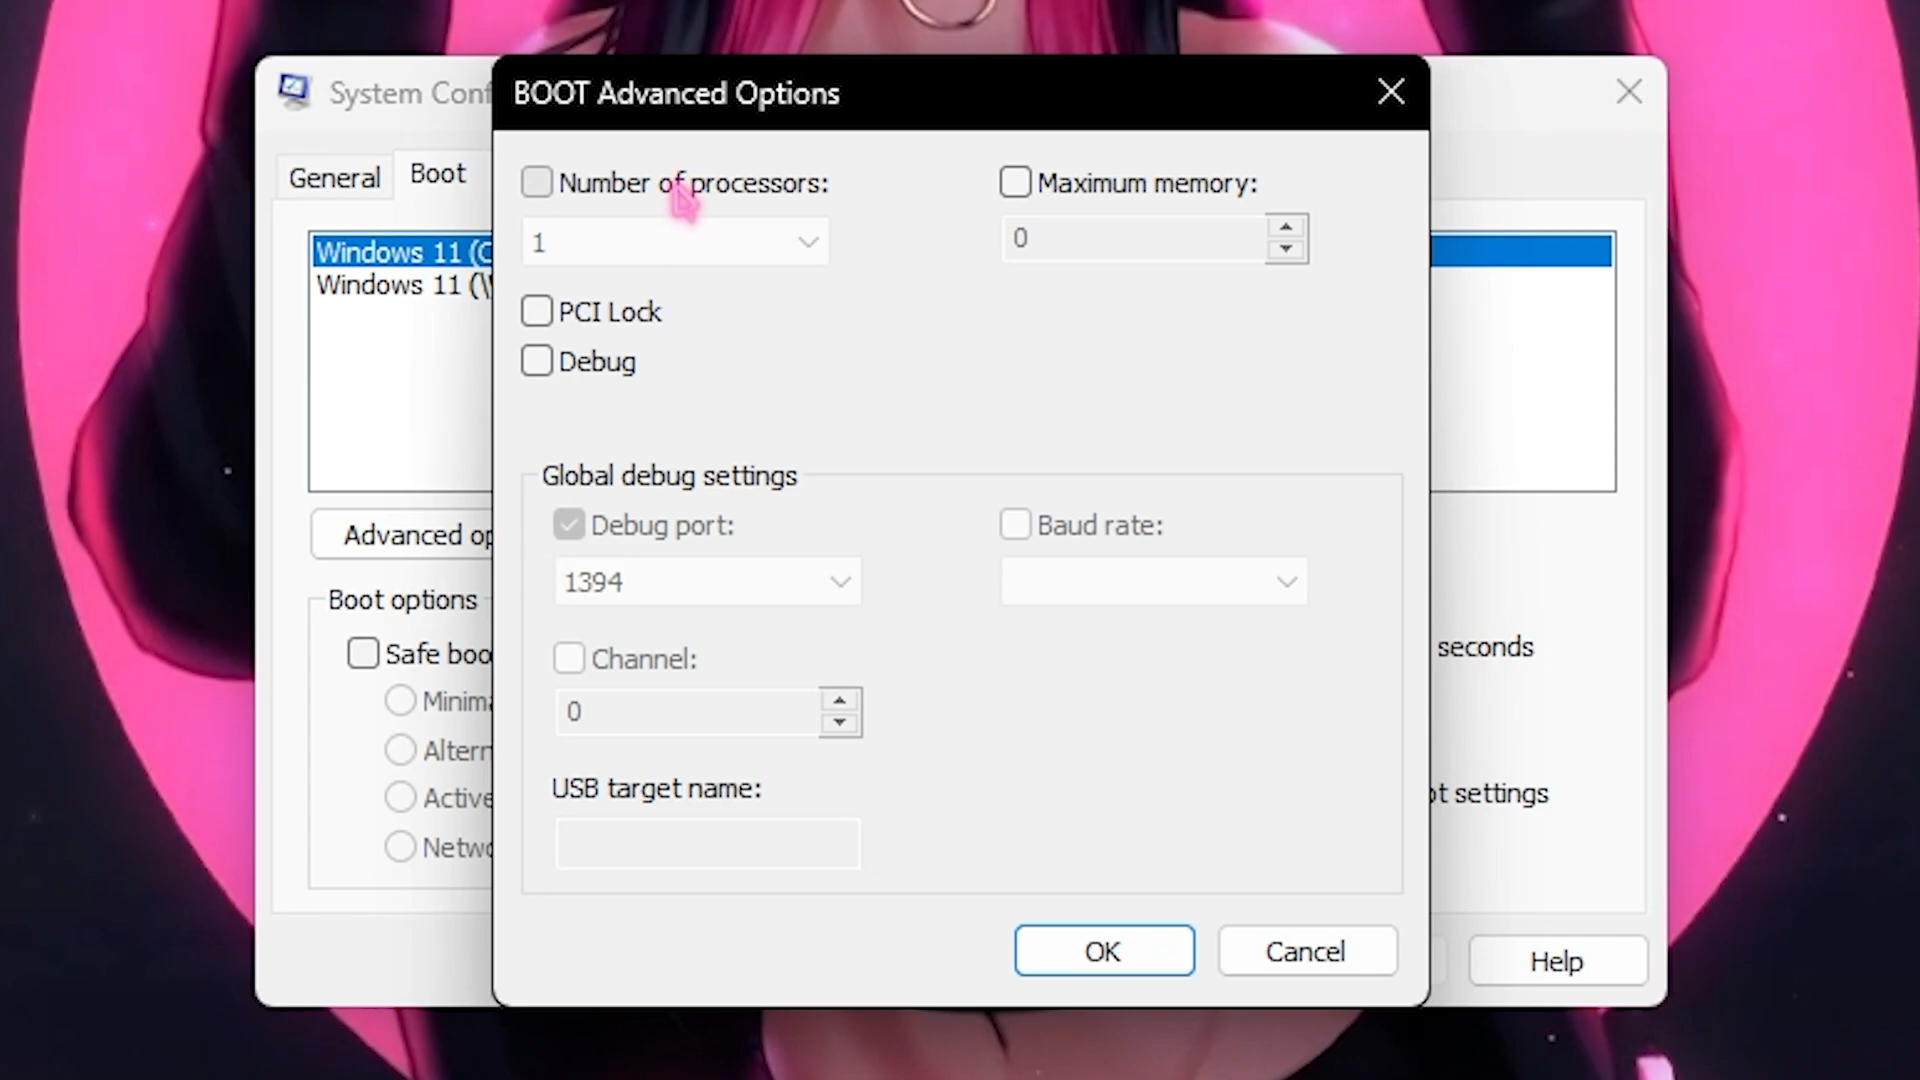 System Conf
BOOT Advanced Options
General
Boot
Number of processors:
1
Maximum memory:
0
PCI Lock
Debug
Windows 11 (C
Windows 11 (\
Advanced op
Global debug settings
Debug port:
1394
Baud rate:
Channel:
0
USB target name:
Boot options
Safe boo
Minima
Altern
Active
Netwo
seconds
ot settings
OK
Cancel
Help